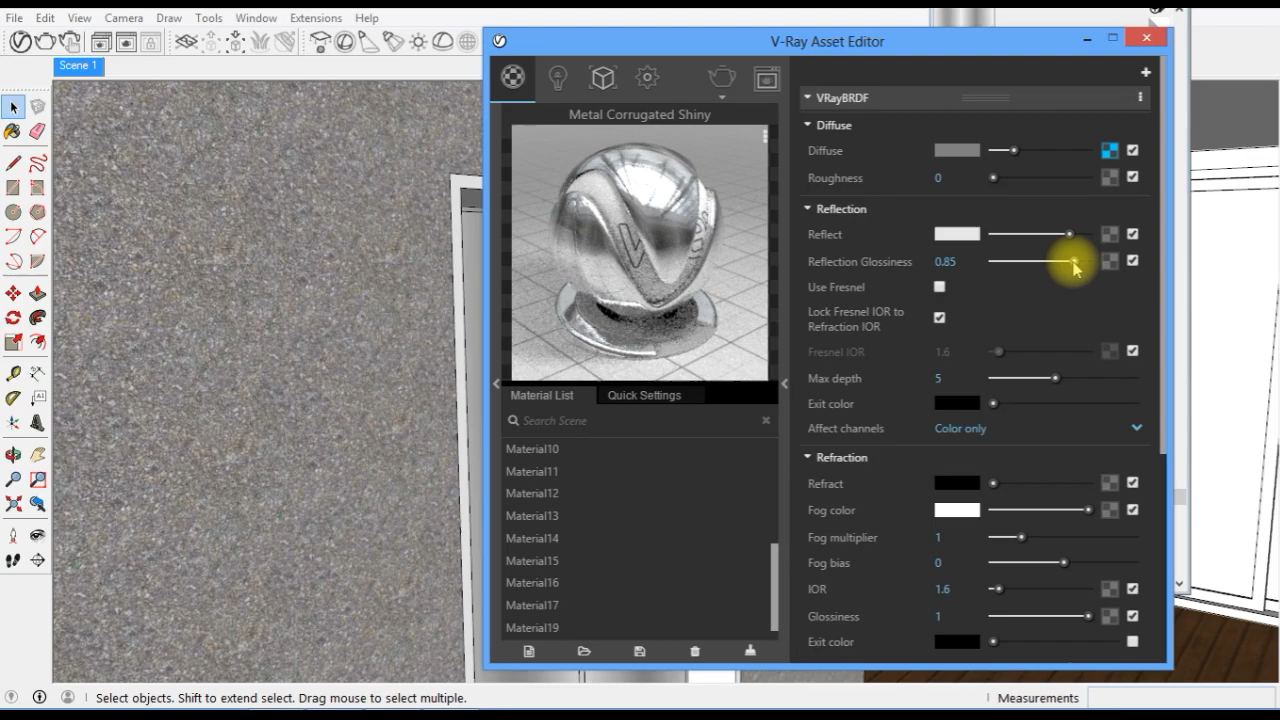 File Edit View Camera Draw Tools Window Extensions Help
V-Ray Asset Editor
Scene 1
Metal Corrugated Shiny
VRayBRDF
Diffuse
Diffuse
Roughness 0
Reflection
Reflect
Reflection Glossiness 0.85
Use Fresnel
Lock Fresnel IOR to
Refraction IOR
Fresnel IOR 1.6
Max depth 5
Exit color
Affect channels Color only
Refraction
Refract
Fog color
Fog multiplier 1
Fog bias 0
IOR 1.6
Glossiness 1
Exit color
Material List Quick Settings
Search Scene
Material10
Material11
Material12
Material13
Material14
Material15
Material16
Material17
Material19
Select objects. Shift to extend select. Drag mouse to select multiple.
Measurements